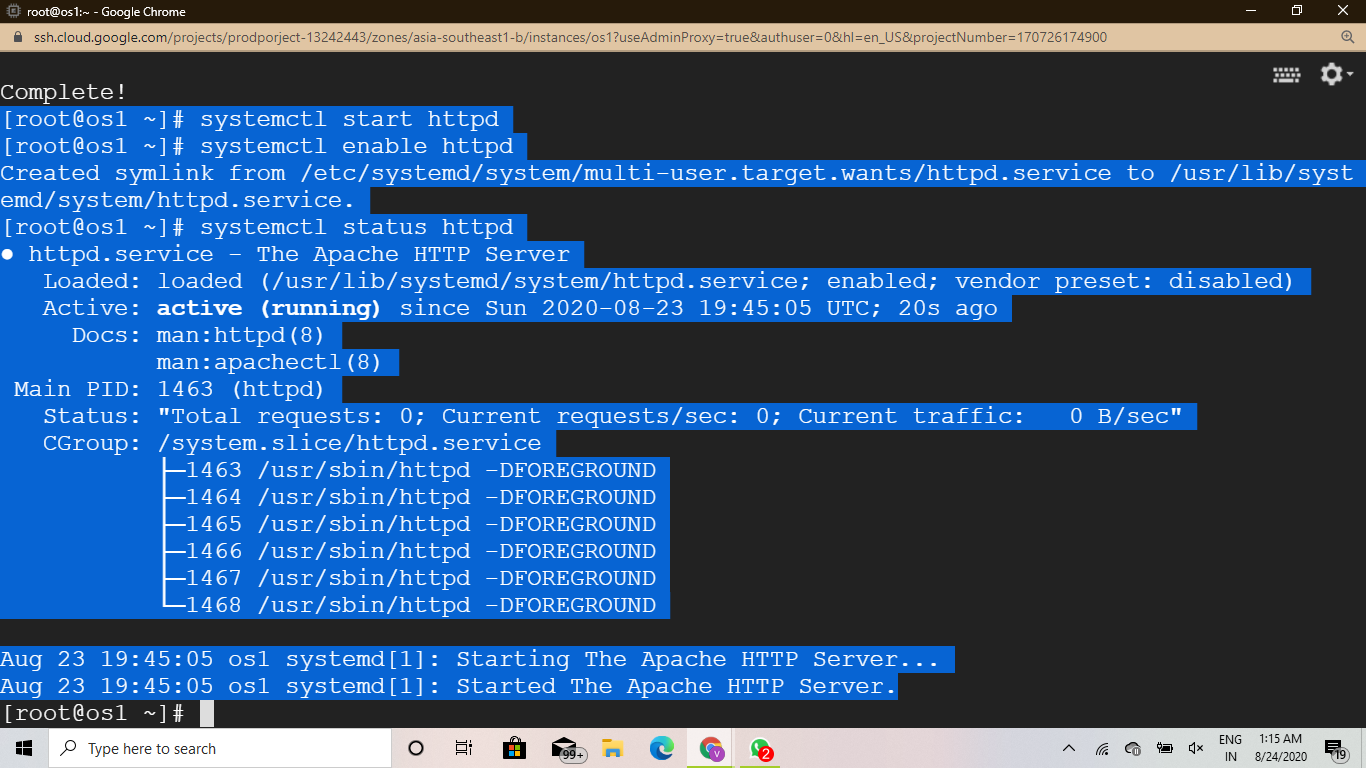 root@os1:~ - Google Chrome
ssh.cloud.google.com/projects/prodporject-13242443/zones/asia-southeast1-b/instances/os1?useAdminProxy=true&authuser=0&hl=en_US&projectNumber=170726174900
Complete!
[root@os1 ~]# systemctl start httpd
[root@os1 ~]# systemctl enable httpd
Created symlink from /etc/systemd/system/multi-user.target.wants/httpd.service to /usr/lib/syst
emd/system/httpd.service.
[root@os1 ~]# systemctl status httpd
● httpd.service - The Apache HTTP Server
Loaded: loaded (/usr/lib/systemd/system/httpd.service; enabled; vendor preset: disabled)
Active: active (running) since Sun 2020-08-23 19:45:05 UTC; 20s ago
Docs: man:httpd(8)
man:apachectl(8)
Main PID: 1463 (httpd)
Status: "Total requests: 0; Current requests/sec: 0; Current traffic:   0 B/sec"
CGroup: /system.slice/httpd.service
├─1463 /usr/sbin/httpd -DFOREGROUND
├─1464 /usr/sbin/httpd -DFOREGROUND
├─1465 /usr/sbin/httpd -DFOREGROUND
├─1466 /usr/sbin/httpd -DFOREGROUND
├─1467 /usr/sbin/httpd -DFOREGROUND
└─1468 /usr/sbin/httpd -DFOREGROUND
Aug 23 19:45:05 os1 systemd[1]: Starting The Apache HTTP Server...
Aug 23 19:45:05 os1 systemd[1]: Started The Apache HTTP Server.
[root@os1 ~]#
Type here to search
99+
V
2
ENG
IN
1:15 AM
8/24/2020
19